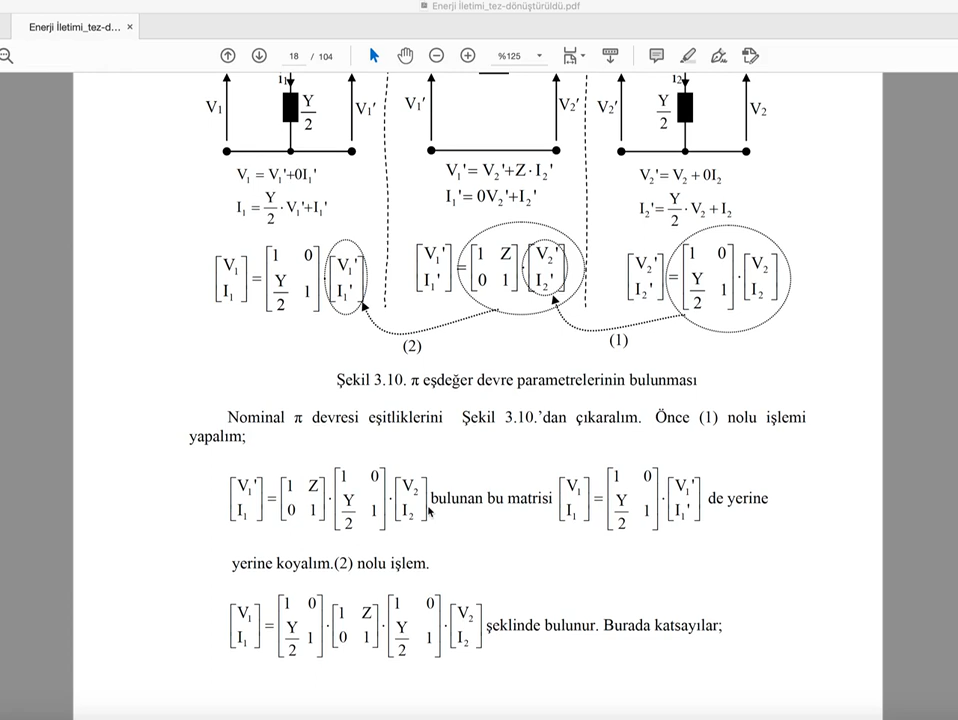 Enerji İletimi_tez-dönüştürüldü.pdf
Enerji İletimi_tez-d... ×
18 / 104 %125
I₁ I₂
V₁ Y/2 V₁′ V₁′ V₂′ V₂′ Y/2 V₂
V₁ = V₁'+0I₁' V₁'= V₂'+Z·I₂' V₂'= V₂ + 0I₂
I₁ = Y/2 · V₁'+I₁' I₁'= 0V₂'+I₂' I₂'= Y/2 · V₂ + I₂
[V₁; I₁] = [1 0; Y/2 1] · [V₁'; I₁'] [V₁'; I₁'] = [1 Z; 0 1] · [V₂'; I₂'] [V₂'; I₂'] = [1 0; Y/2 1] · [V₂; I₂]
(2) (1)
Şekil 3.10. π eşdeğer devre parametrelerinin bulunması
Nominal π devresi eşitliklerini Şekil 3.10.’dan çıkaralım. Önce (1) nolu işlemi
yapalım;
[V₁'; I₁] = [1 Z; 0 1] · [1 0; Y/2 1] · [V₂; I₂] bulunan bu matrisi [V₁; I₁] = [1 0; Y/2 1] · [V₁'; I₁'] de yerine
yerine koyalım.(2) nolu işlem.
[V₁; I₁] = [1 0; Y/2 1] · [1 Z; 0 1] · [1 0; Y/2 1] · [V₂; I₂] şeklinde bulunur. Burada katsayılar;